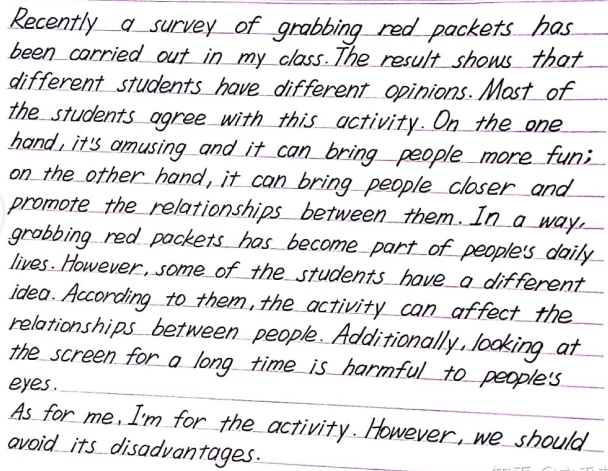 Recently a survey of grabbing red packets has
been carried out in my class. The result shows that
different students have different opinions. Most of
the students agree with this activity. On the one
hand, it's amusing and it can bring people more fun;
on the other hand, it can bring people closer and
promote the relationships between them. In a way,
grabbing red packets has become part of people's daily
lives. However, some of the students have a different
idea. According to them, the activity can affect the
relationships between people. Additionally, looking at
the screen for a long time is harmful to people's
eyes.
As for me, I'm for the activity. However, we should
avoid its disadvantages.